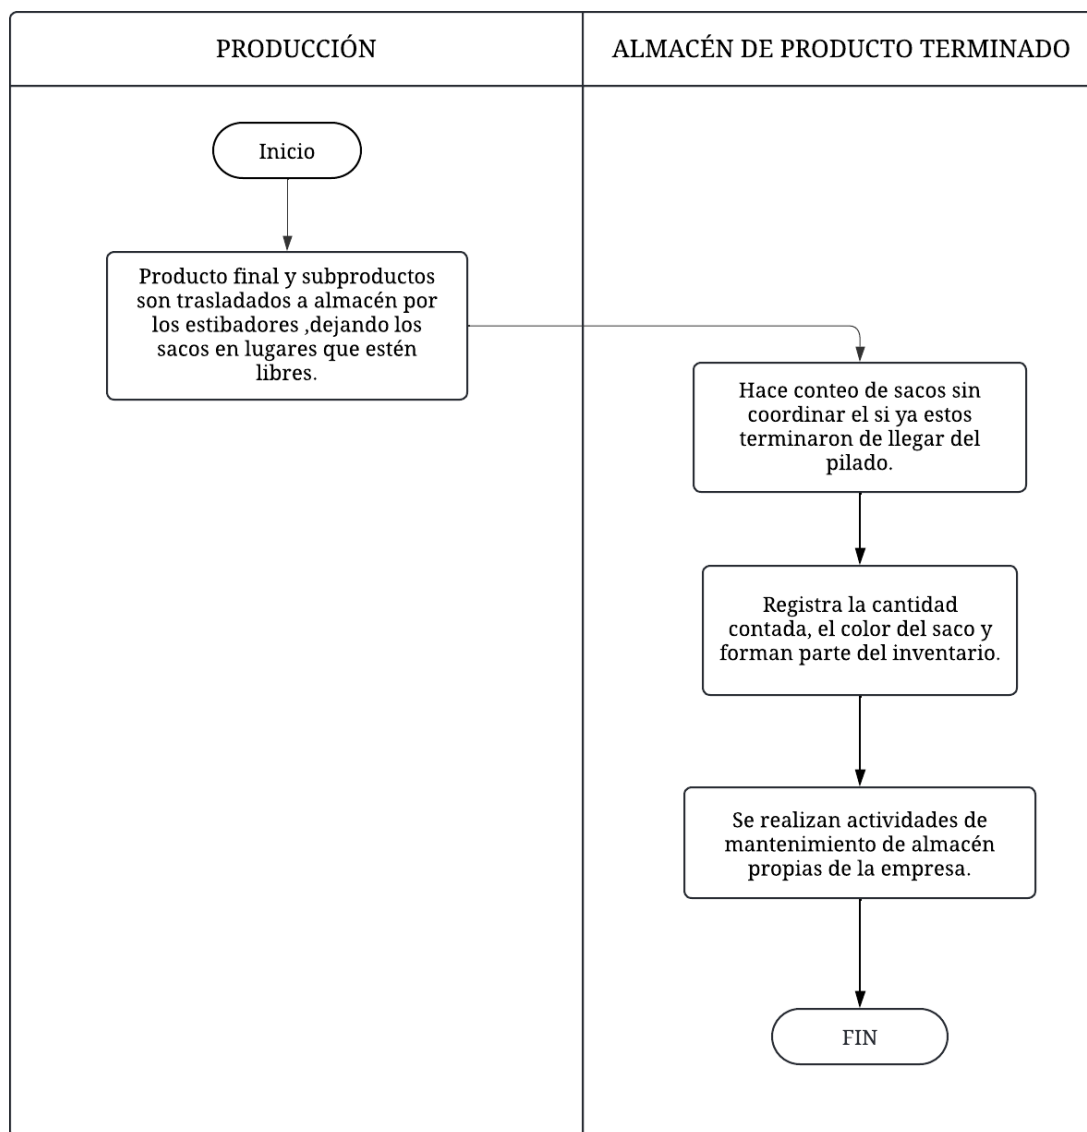 PRODUCCIÓN
ALMACÉN DE PRODUCTO TERMINADO
Inicio
Producto final y subproductos
son trasladados a almacén por
los estibadores ,dejando los
sacos en lugares que estén
libres.
Hace conteo de sacos sin
coordinar el si ya estos
terminaron de llegar del
pilado.
Registra la cantidad
contada, el color del saco y
forman parte del inventario.
Se realizan actividades de
mantenimiento de almacén
propias de la empresa.
FIN